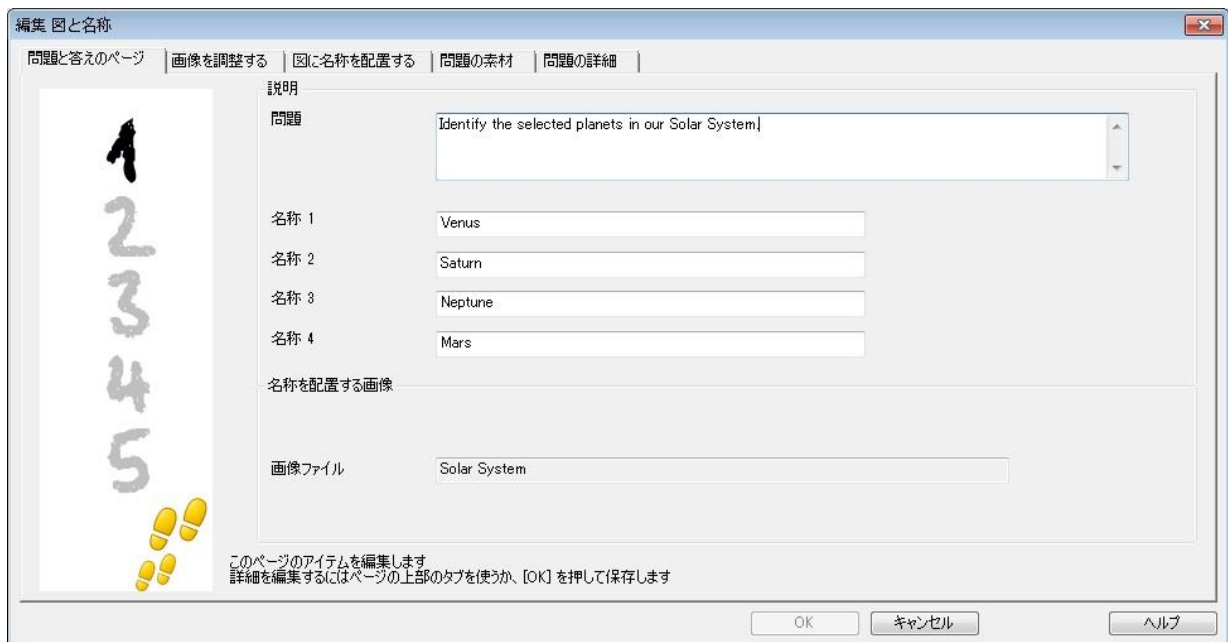 編集 図と名称
問題と答えのページ 画像を調整する 図に名称を配置する 問題の素材 問題の詳細
説明
問題 Identify the selected planets in our Solar System.
名称 1 Venus
名称 2 Saturn
名称 3 Neptune
名称 4 Mars
名称を配置する画像
画像ファイル Solar System
1
2
3
4
5
このページのアイテムを編集します
詳細を編集するにはページの上部のタブを使うか、[OK] を押して保存します
OK キャンセル ヘルプ